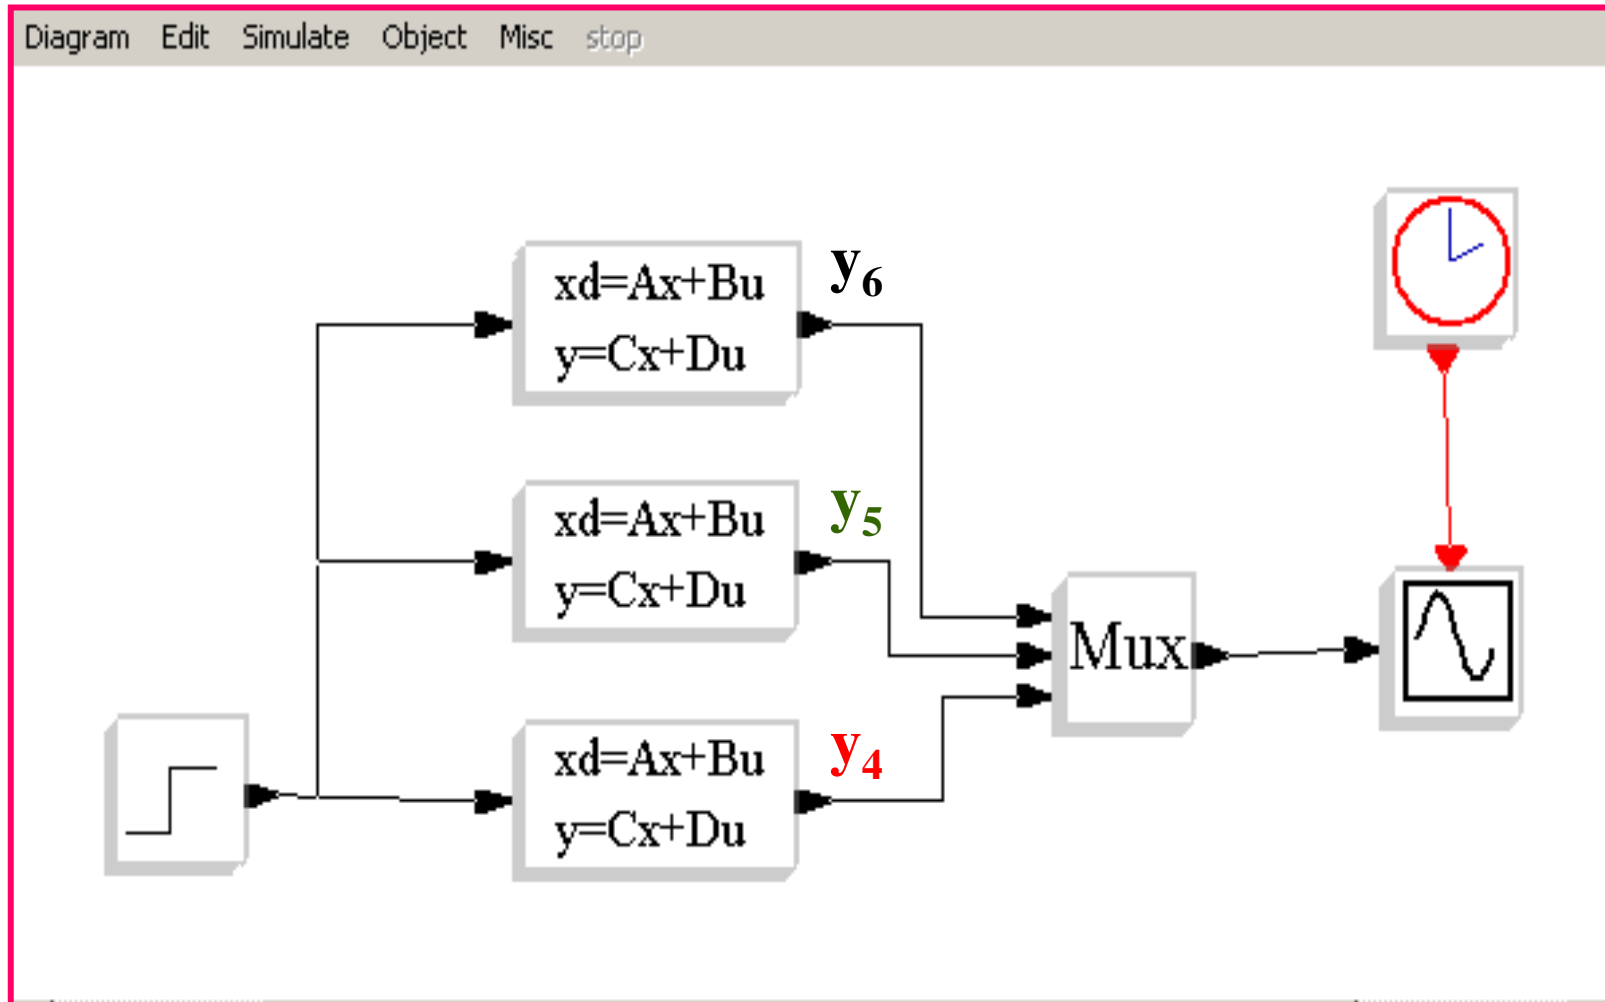 Diagram Edit Simulate Object Misc stop
xd=Ax+Bu
y=Cx+Du
y6
xd=Ax+Bu
y=Cx+Du
y5
Mux
xd=Ax+Bu
y=Cx+Du
y4